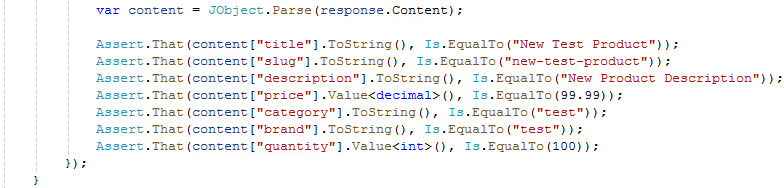 var content = JObject.Parse(response.Content);
Assert.That(content["title"].ToString(), Is.EqualTo("New Test Product"));
Assert.That(content["slug"].ToString(), Is.EqualTo("new-test-product"));
Assert.That(content["description"].ToString(), Is.EqualTo("New Product Description"));
Assert.That(content["price"].Value<decimal>(), Is.EqualTo(99.99));
Assert.That(content["category"].ToString(), Is.EqualTo("test"));
Assert.That(content["brand"].ToString(), Is.EqualTo("test"));
Assert.That(content["quantity"].Value<int>(), Is.EqualTo(100));
});
}